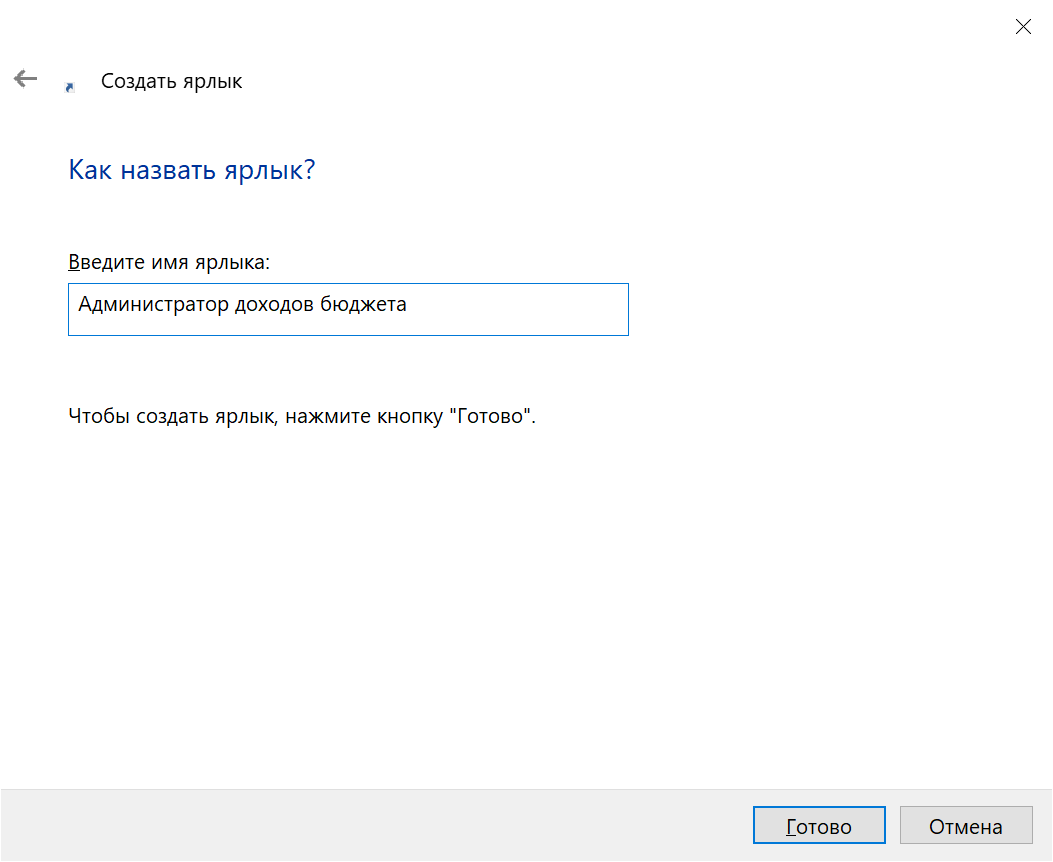 Создать ярлык
Как назвать ярлык?
Введите имя ярлыка:
Администратор доходов бюджета
Чтобы создать ярлык, нажмите кнопку "Готово".
Готово
Отмена